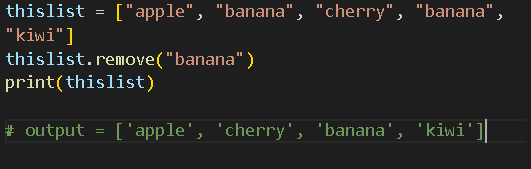 thislist = ["apple", "banana", "cherry", "banana",
"kiwi"]
thislist.remove("banana")
print(thislist)
# output = ['apple', 'cherry', 'banana', 'kiwi']